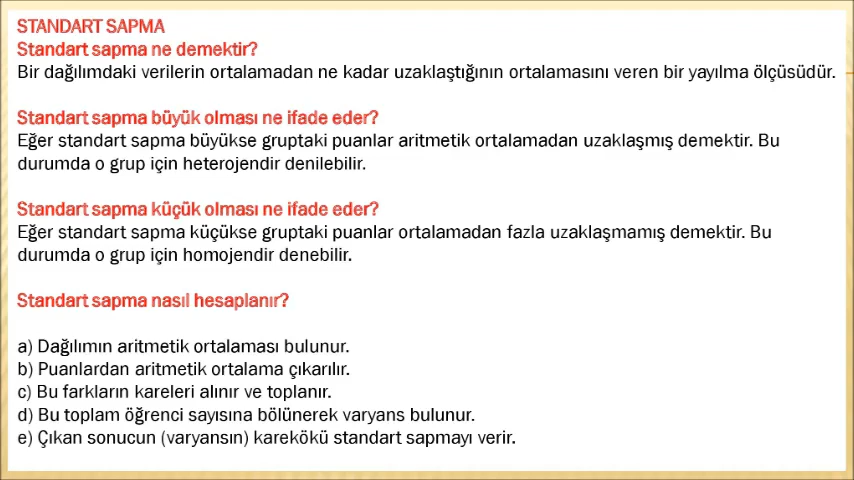 STANDART SAPMA
Standart sapma ne demektir?
Bir dağılımdaki verilerin ortalamadan ne kadar uzaklaştığının ortalamasını veren bir yayılma ölçüsüdür.
Standart sapma büyük olması ne ifade eder?
Eğer standart sapma büyükse gruptaki puanlar aritmetik ortalamadan uzaklaşmış demektir. Bu
durumda o grup için heterojendir denilebilir.
Standart sapma küçük olması ne ifade eder?
Eğer standart sapma küçükse gruptaki puanlar ortalamadan fazla uzaklaşmamış demektir. Bu
durumda o grup için homojendir denebilir.
Standart sapma nasıl hesaplanır?
a) Dağılımın aritmetik ortalaması bulunur.
b) Puanlardan aritmetik ortalama çıkarılır.
c) Bu farkların kareleri alınır ve toplanır.
d) Bu toplam öğrenci sayısına bölünerek varyans bulunur.
e) Çıkan sonucun (varyansın) karekökü standart sapmayı verir.